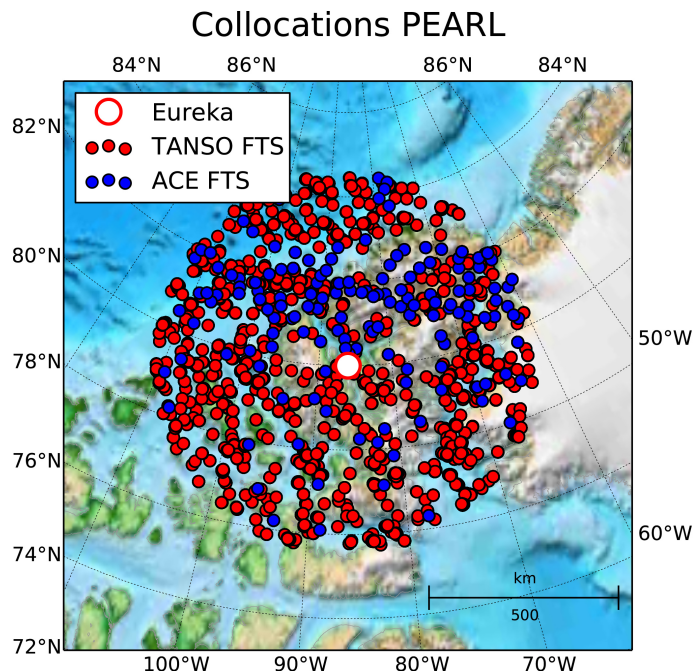 Collocations PEARL
84°N 86°N 86°N 84°N
Eureka
TANSO FTS
ACE FTS
82°N
80°N
78°N
76°N
74°N
72°N
50°W
60°W
km
500
100°W 90°W 80°W 70°W